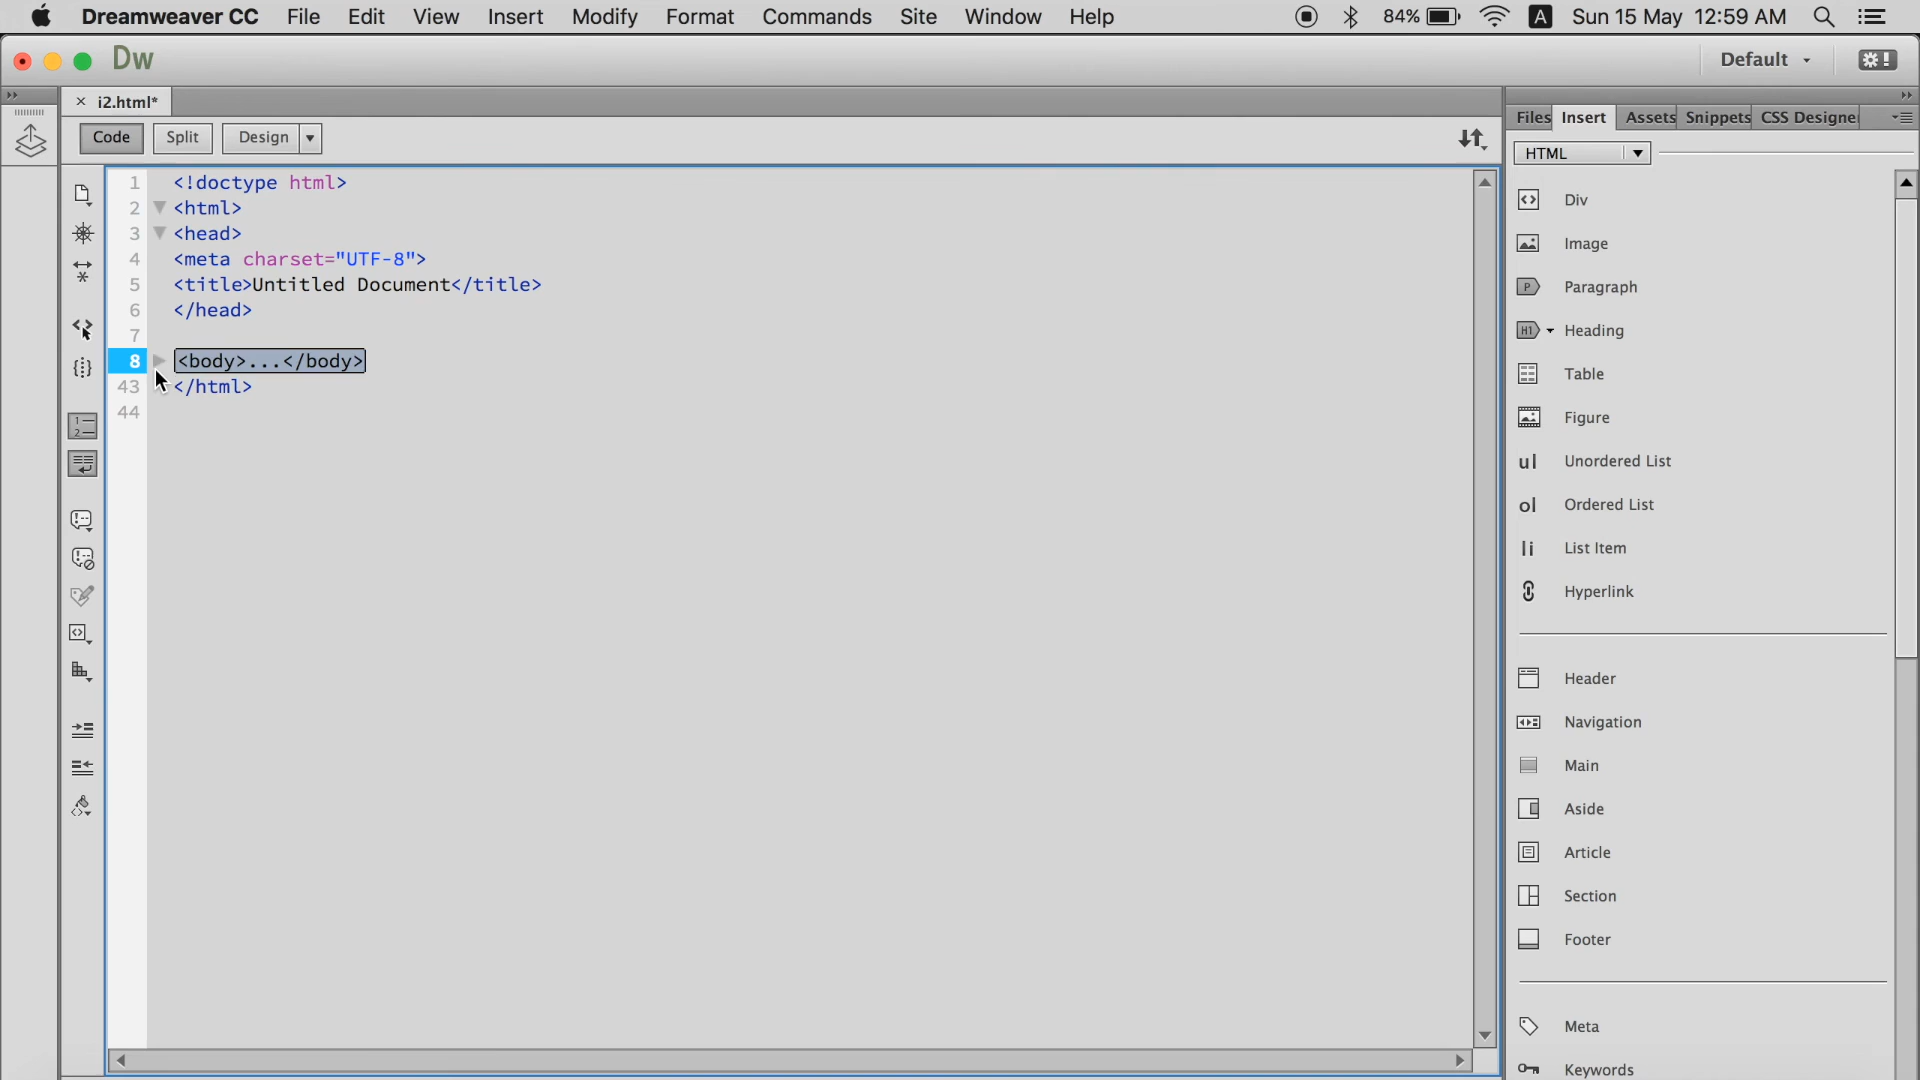 Dreamweaver CC File Edit View Insert Modify Format Commands Site Window Help 84% A Sun 15 May 12:59 AM
Dw Default
i2.html*
Files Insert Assets Snippets CSS Designe
Code Split Design
HTML
1 <!doctype html>
2 <html>
3 <head>
4 <meta charset="UTF-8">
5 <title>Untitled Document</title>
6 </head>
7
8 <body>...</body>
43 </html>
44
Div
Image
P Paragraph
H1 Heading
Table
Figure
ul Unordered List
ol Ordered List
li List Item
Hyperlink
Header
Navigation
Main
Aside
Article
Section
Footer
Meta
Keywords